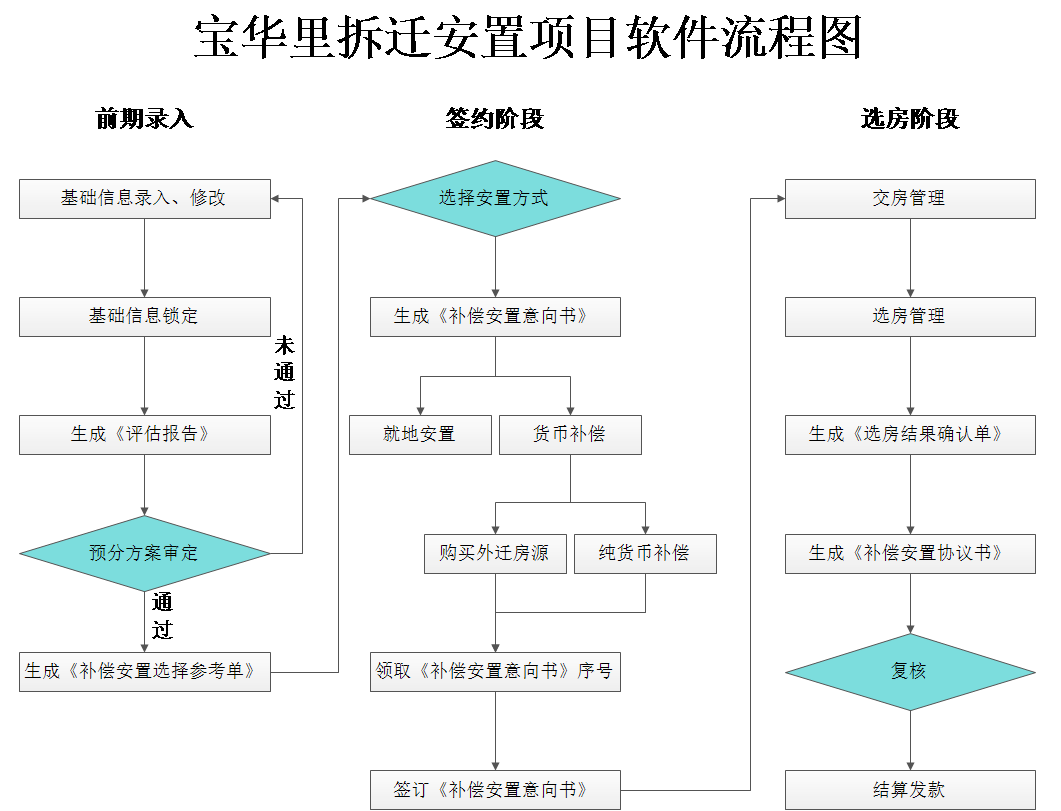 宝华里拆迁安置项目软件流程图
前期录入
基础信息录入、修改
基础信息锁定
生成《评估报告》
预分方案审定
未
通
过
通
过
生成《补偿安置选择参考单》
签约阶段
选择安置方式
生成《补偿安置意向书》
就地安置
货币补偿
购买外迁房源
纯货币补偿
领取《补偿安置意向书》序号
签订《补偿安置意向书》
选房阶段
交房管理
选房管理
生成《选房结果确认单》
生成《补偿安置协议书》
复核
结算发款